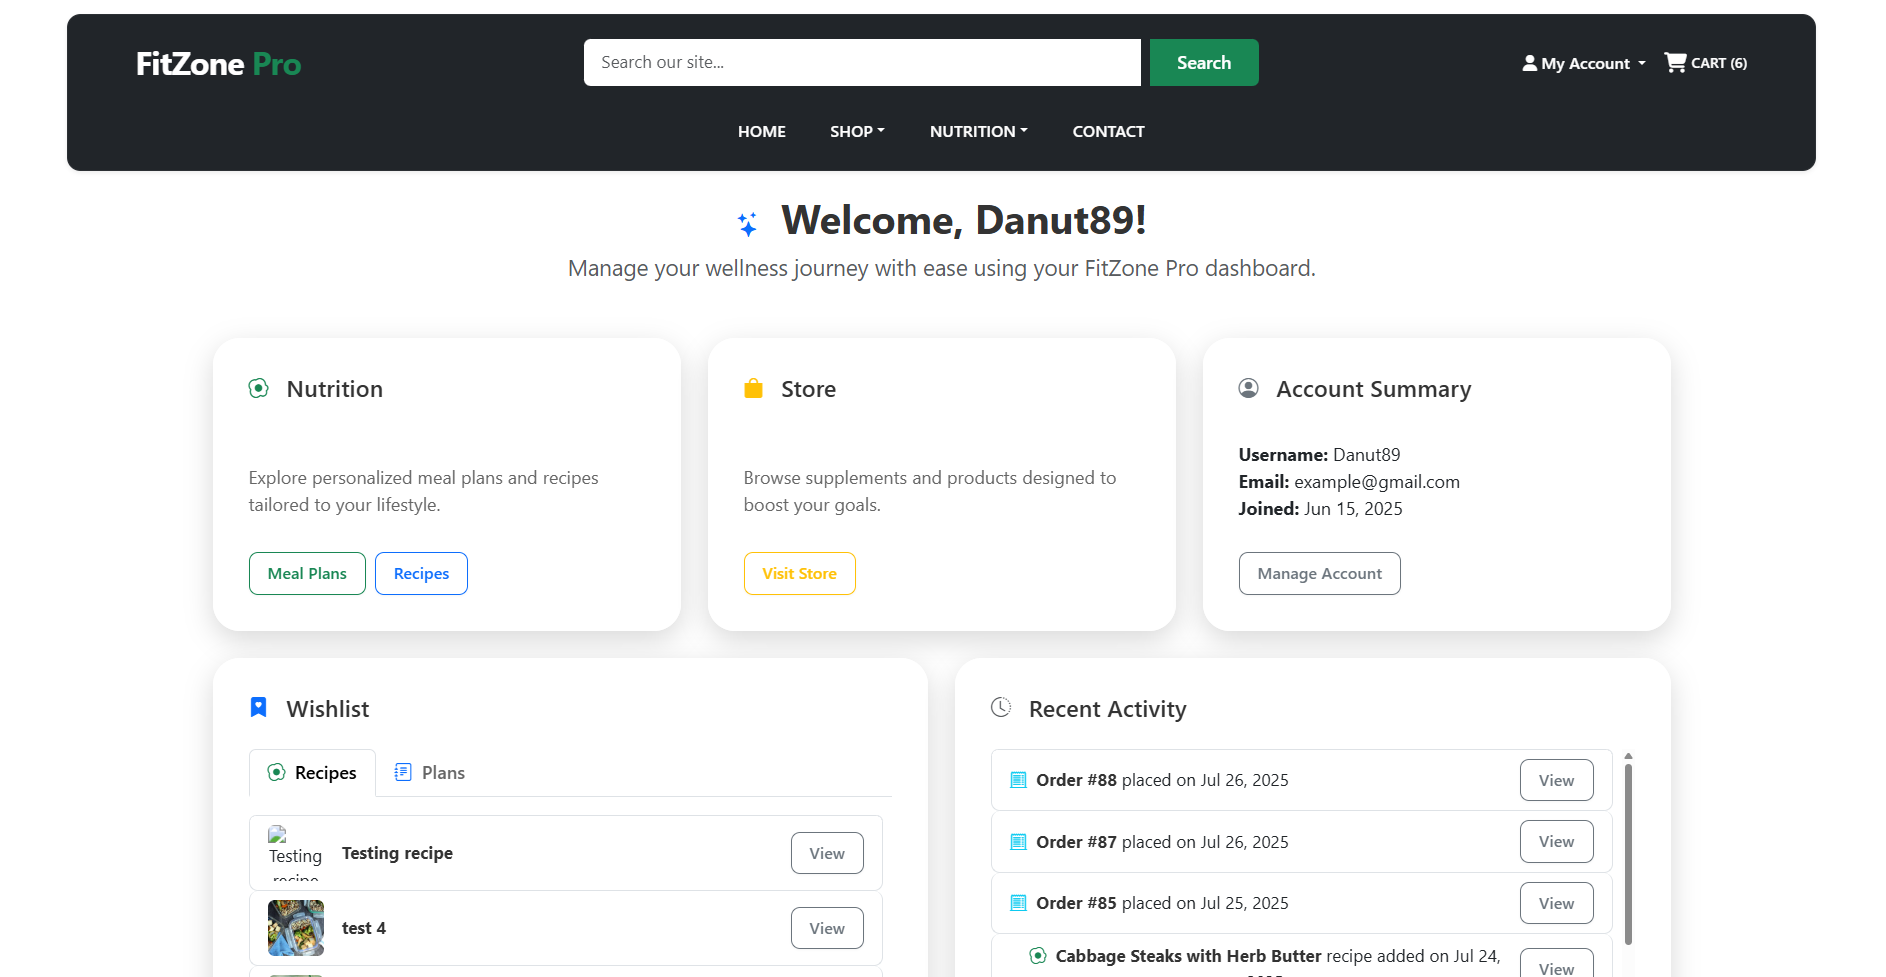 FitZone Pro
Search our site...
Search
My Account
CART (6)
HOME
SHOP
NUTRITION
CONTACT
Welcome, Danut89!
Manage your wellness journey with ease using your FitZone Pro dashboard.
Nutrition
Explore personalized meal plans and recipes
tailored to your lifestyle.
Meal Plans
Recipes
Store
Browse supplements and products designed to
boost your goals.
Visit Store
Account Summary
Username: Danut89
Email: example@gmail.com
Joined: Jun 15, 2025
Manage Account
Wishlist
Recipes
Plans
Testing
recipe
Testing recipe
View
test 4
View
Recent Activity
Order #88 placed on Jul 26, 2025
View
Order #87 placed on Jul 26, 2025
View
Order #85 placed on Jul 25, 2025
View
Cabbage Steaks with Herb Butter recipe added on Jul 24,
2025
View